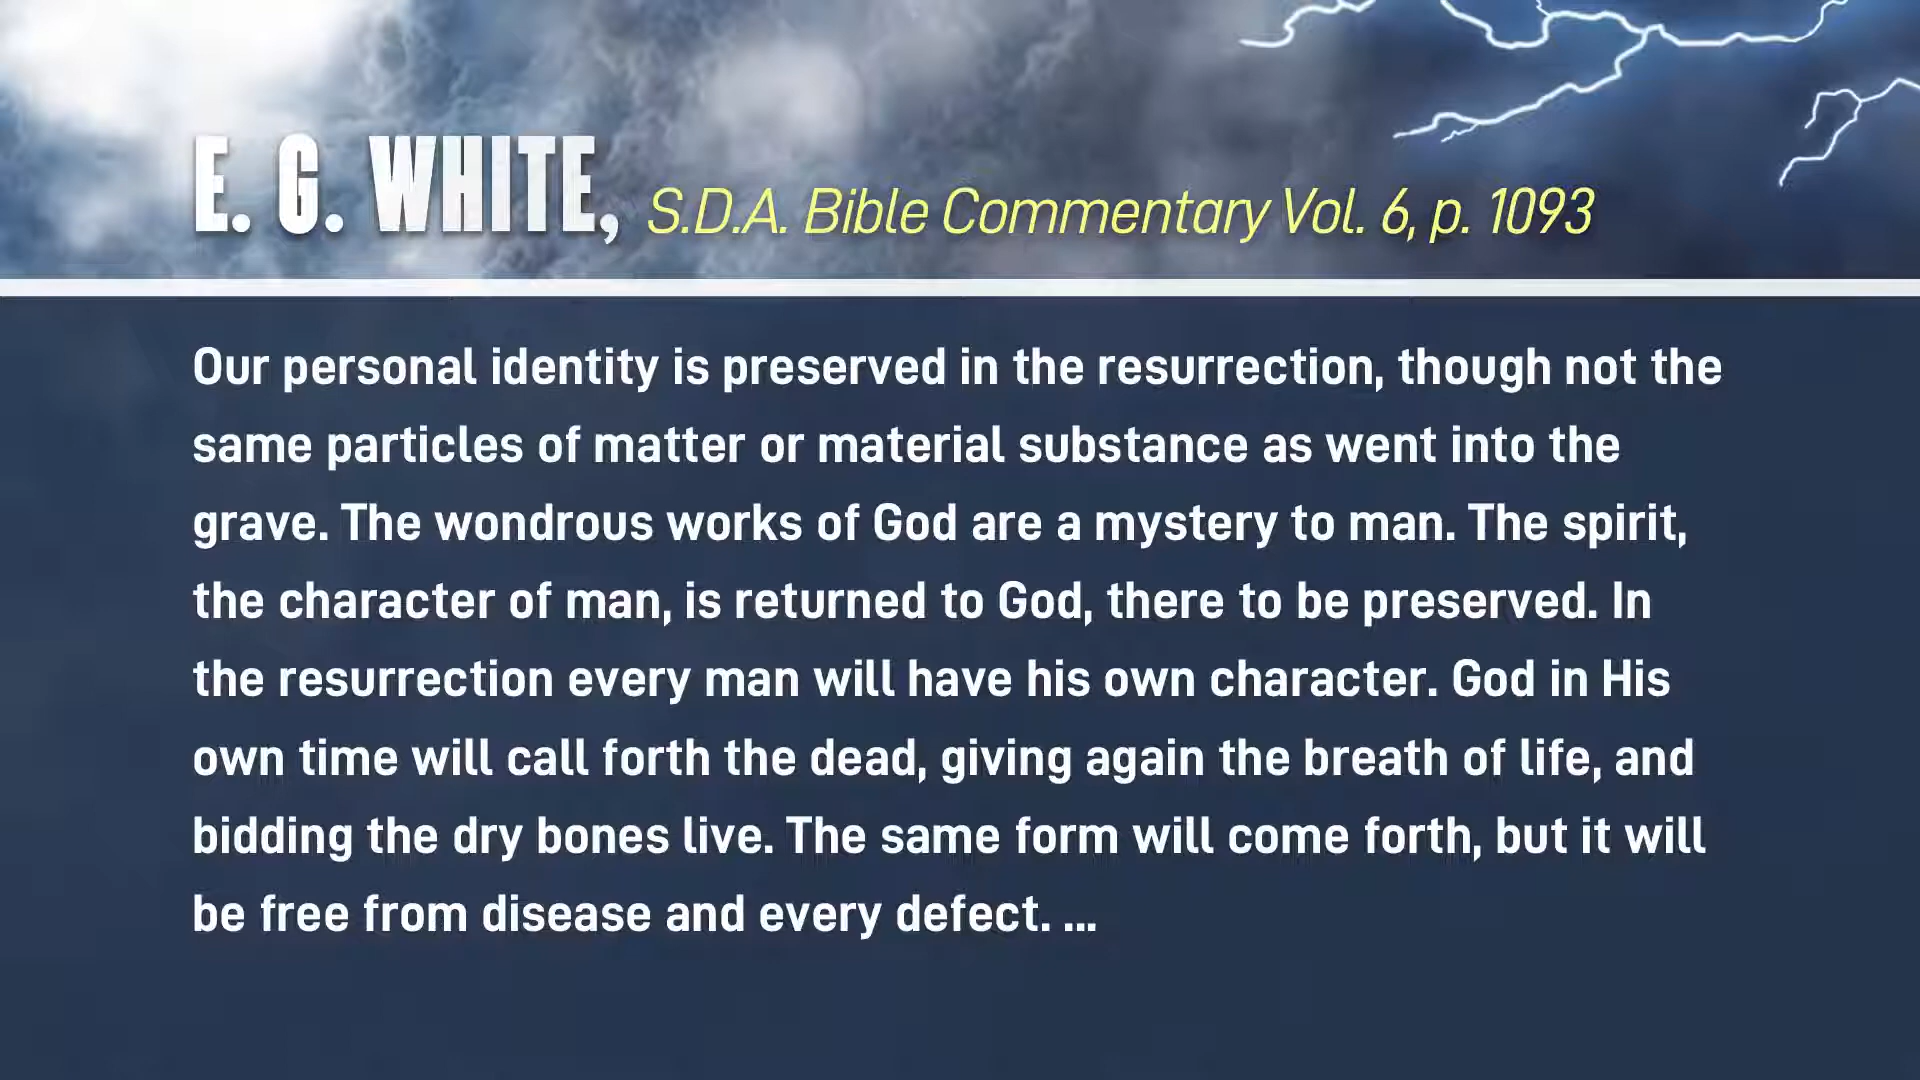 E. G. WHITE, S.D.A. Bible Commentary Vol. 6, p. 1093
Our personal identity is preserved in the resurrection, though not the
same particles of matter or material substance as went into the
grave. The wondrous works of God are a mystery to man. The spirit,
the character of man, is returned to God, there to be preserved. In
the resurrection every man will have his own character. God in His
own time will call forth the dead, giving again the breath of life, and
bidding the dry bones live. The same form will come forth, but it will
be free from disease and every defect. ...